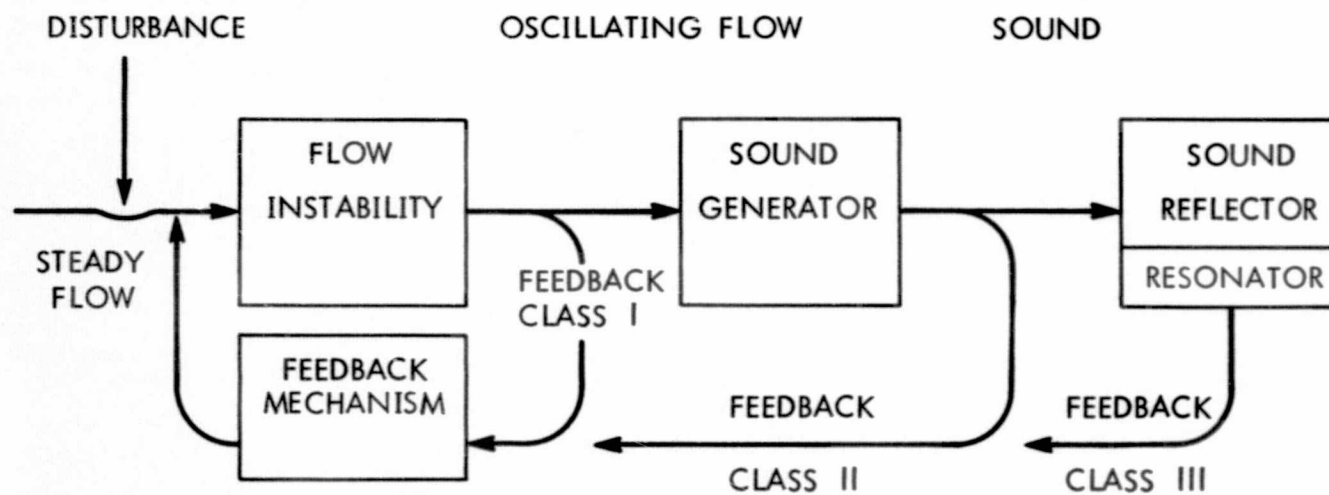 DISTURBANCE
OSCILLATING FLOW
SOUND
FLOW
INSTABILITY
SOUND
GENERATOR
SOUND
REFLECTOR
RESONATOR
STEADY
FLOW
FEEDBACK
CLASS I
FEEDBACK
MECHANISM
FEEDBACK
CLASS II
FEEDBACK
CLASS III